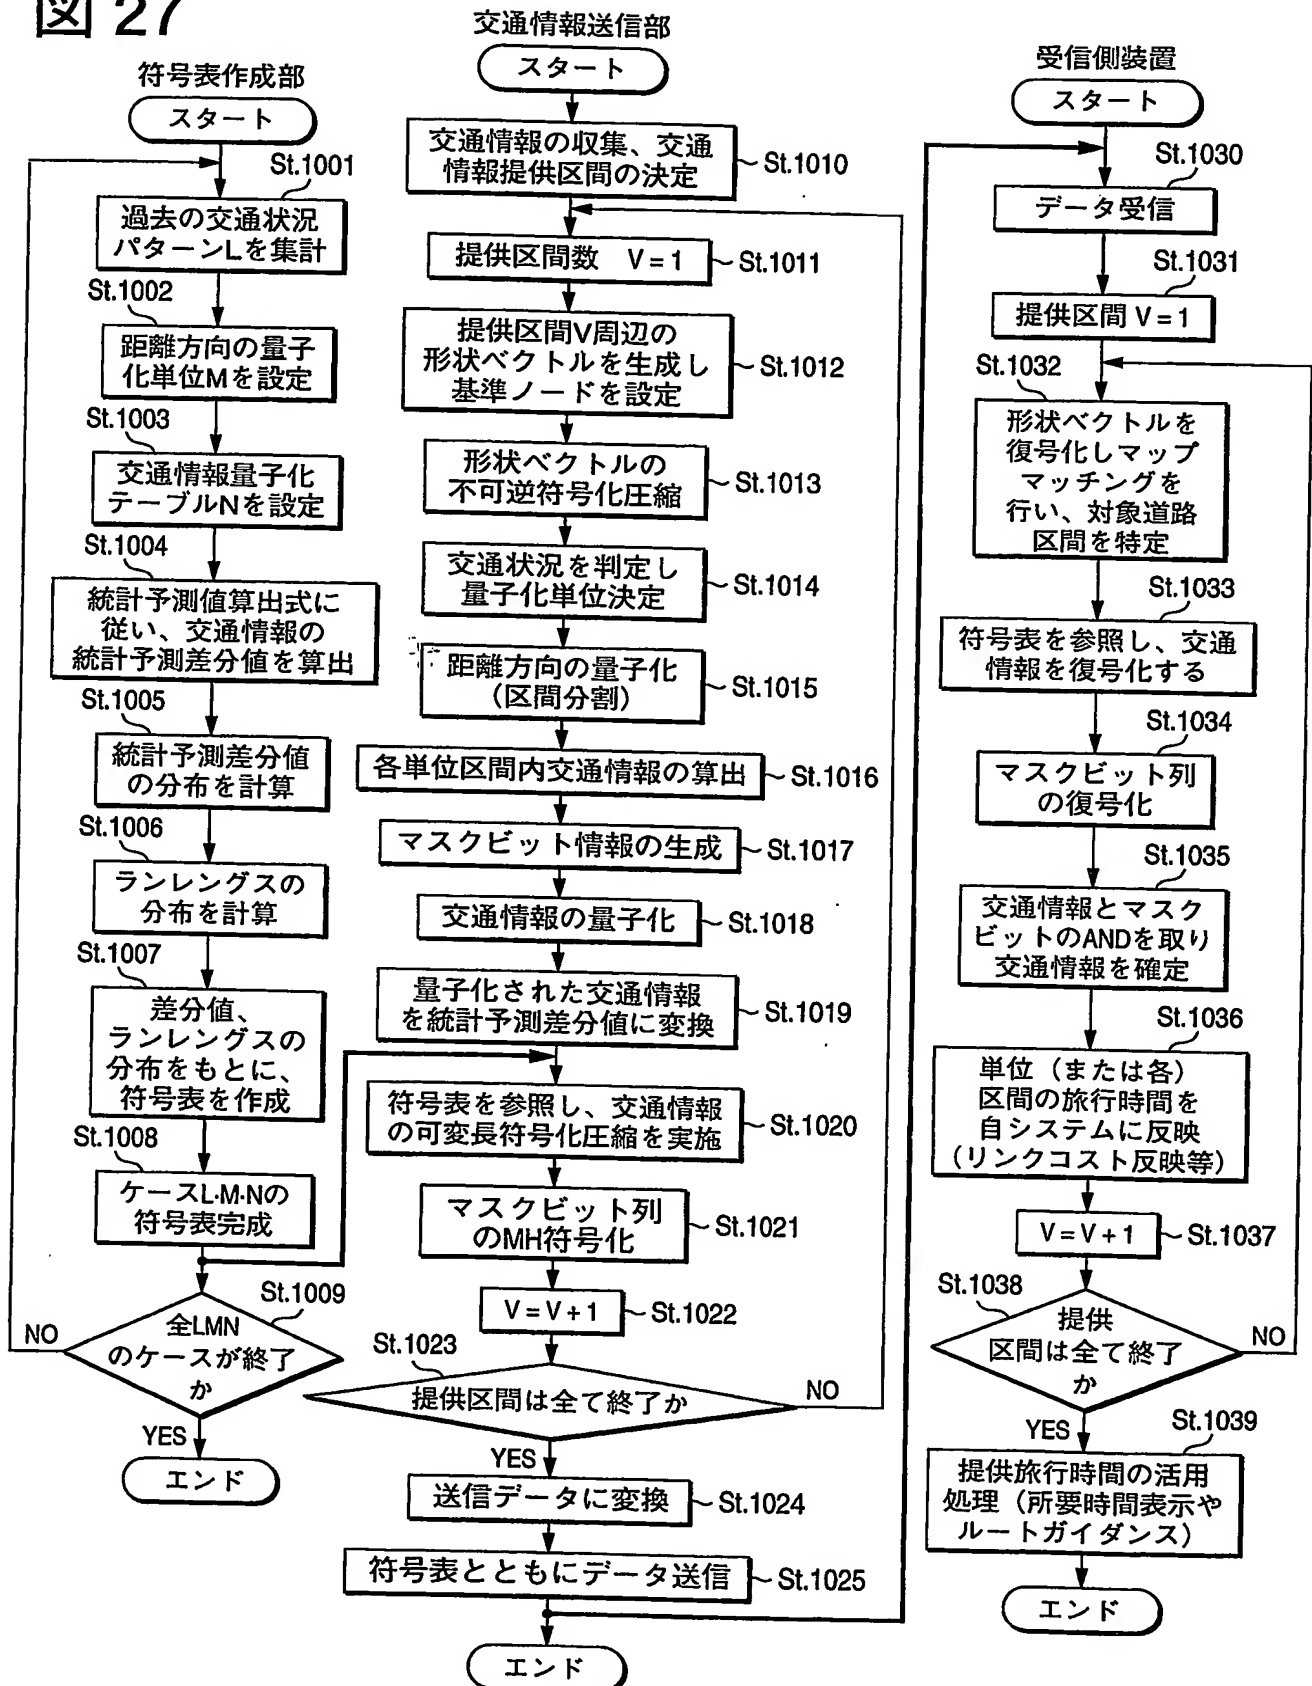 図 27
符号表作成部
スタート
St.1001
過去の交通状況
パターンLを集計
St.1002
距離方向の量子
化単位Mを設定
St.1003
交通情報量子化
テーブルNを設定
St.1004
統計予測値算出式に
従い、交通情報の
統計予測差分値を算出
St.1005
統計予測差分値
の分布を計算
St.1006
ランレングスの
分布を計算
St.1007
差分値、
ランレングスの
分布をもとに、
符号表を作成
St.1008
ケースL·M·Nの
符号表完成
St.1009
全LMN
のケースが終了
か
NO
YES
エンド
交通情報送信部
スタート
交通情報の収集、交通
情報提供区間の決定
St.1010
提供区間数 V=1
St.1011
提供区間V周辺の
形状ベクトルを生成し
基準ノードを設定
St.1012
形状ベクトルの
不可逆符号化圧縮
St.1013
交通状況を判定し
量子化単位決定
St.1014
距離方向の量子化
（区間分割）
St.1015
各単位区間内交通情報の算出
St.1016
マスクビット情報の生成
St.1017
交通情報の量子化
St.1018
量子化された交通情報
を統計予測差分値に変換
St.1019
符号表を参照し、交通情報
の可変長符号化圧縮を実施
St.1020
マスクビット列
のMH符号化
St.1021
V=V+1
St.1022
St.1023
提供区間は全て終了か
NO
YES
送信データに変換
St.1024
符号表とともにデータ送信
St.1025
エンド
受信側装置
スタート
St.1030
データ受信
St.1031
提供区間 V=1
St.1032
形状ベクトルを
復号化しマップ
マッチングを
行い、対象道路
区間を特定
St.1033
符号表を参照し、交通
情報を復号化する
St.1034
マスクビット列
の復号化
St.1035
交通情報とマスク
ビットのANDを取り
交通情報を確定
St.1036
単位（または各）
区間の旅行時間を
自システムに反映
（リンクコスト反映等）
V=V+1
St.1037
St.1038
提供
区間は全て終了
か
NO
YES
St.1039
提供旅行時間の活用
処理（所要時間表示や
ルートガイダンス）
エンド